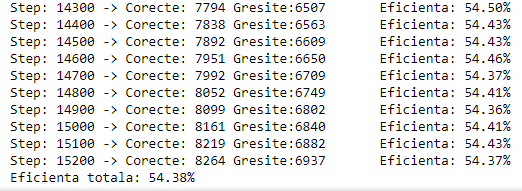 Step: 14300 -> Corecte: 7794 Gresite:6507 Eficienta: 54.50%
Step: 14400 -> Corecte: 7838 Gresite:6563 Eficienta: 54.43%
Step: 14500 -> Corecte: 7892 Gresite:6609 Eficienta: 54.43%
Step: 14600 -> Corecte: 7951 Gresite:6650 Eficienta: 54.46%
Step: 14700 -> Corecte: 7992 Gresite:6709 Eficienta: 54.37%
Step: 14800 -> Corecte: 8052 Gresite:6749 Eficienta: 54.41%
Step: 14900 -> Corecte: 8099 Gresite:6802 Eficienta: 54.36%
Step: 15000 -> Corecte: 8161 Gresite:6840 Eficienta: 54.41%
Step: 15100 -> Corecte: 8219 Gresite:6882 Eficienta: 54.43%
Step: 15200 -> Corecte: 8264 Gresite:6937 Eficienta: 54.37%
Eficienta totala: 54.38%